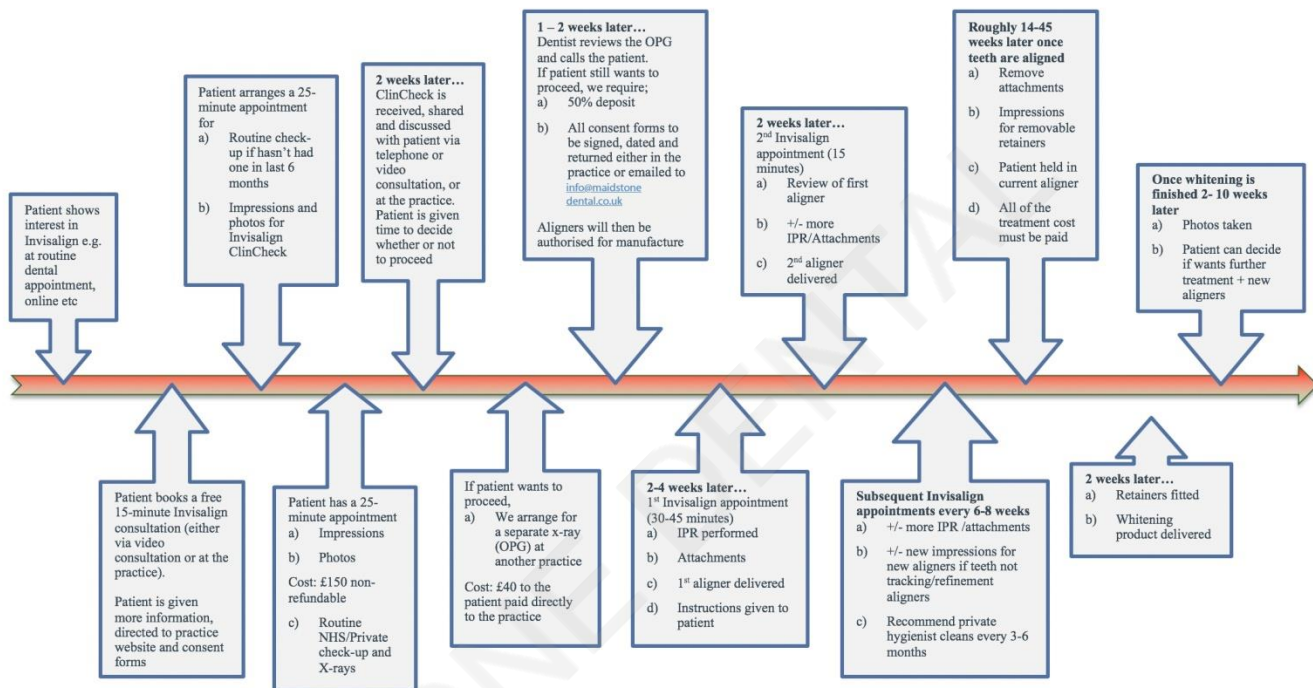 Patient shows
interest in
Invisalign e.g.
at routine
dental
appointment,
online etc
Patient books a free
15-minute Invisalign
consultation (either
via video
consultation or at the
practice).
Patient is given
more information,
directed to practice
website and consent
forms
Patient arranges a 25-
minute appointment
for
a) Routine check-
up if hasn’t had
one in last 6
months
b) Impressions and
photos for
Invisalign
ClinCheck
Patient has a 25-
minute appointment
a) Impressions
b) Photos
Cost: £150 non-
refundable
c) Routine
NHS/Private
check-up and
X-rays
2 weeks later…
ClinCheck is
received, shared
and discussed
with patient via
telephone or
video
consultation, or
at the practice.
Patient is given
time to decide
whether or not
to proceed
If patient wants to
proceed,
a) We arrange for
a separate x-ray
(OPG) at
another practice
Cost: £40 to the
patient paid directly
to the practice
1 – 2 weeks later…
Dentist reviews the OPG
and calls the patient.
If patient still wants to
proceed, we require;
a) 50% deposit
b) All consent forms to
be signed, dated and
returned either in the
practice or emailed to
info@maidstone
dental.co.uk
Aligners will then be
authorised for manufacture
2-4 weeks later…
1st Invisalign appointment
(30-45 minutes)
a) IPR performed
b) Attachments
c) 1st aligner delivered
d) Instructions given to
patient
2 weeks later…
2nd Invisalign
appointment (15
minutes)
a) Review of first
aligner
b) +/- more
IPR/Attachments
c) 2nd aligner
delivered
Subsequent Invisalign
appointments every 6-8 weeks
a) +/- more IPR /attachments
b) +/- new impressions for
new aligners if teeth not
tracking/refinement
aligners
c) Recommend private
hygienist cleans every 3-6
months
Roughly 14-45
weeks later once
teeth are aligned
a) Remove
attachments
b) Impressions for
removable
retainers
c) Patient held in
current aligner
d) All of the
treatment cost
must be paid
2 weeks later…
a) Retainers fitted
b) Whitening
product delivered
Once whitening is
finished 2- 10 weeks
later
a) Photos taken
b) Patient can decide
if wants further
treatment + new
aligners
NE DENTAL